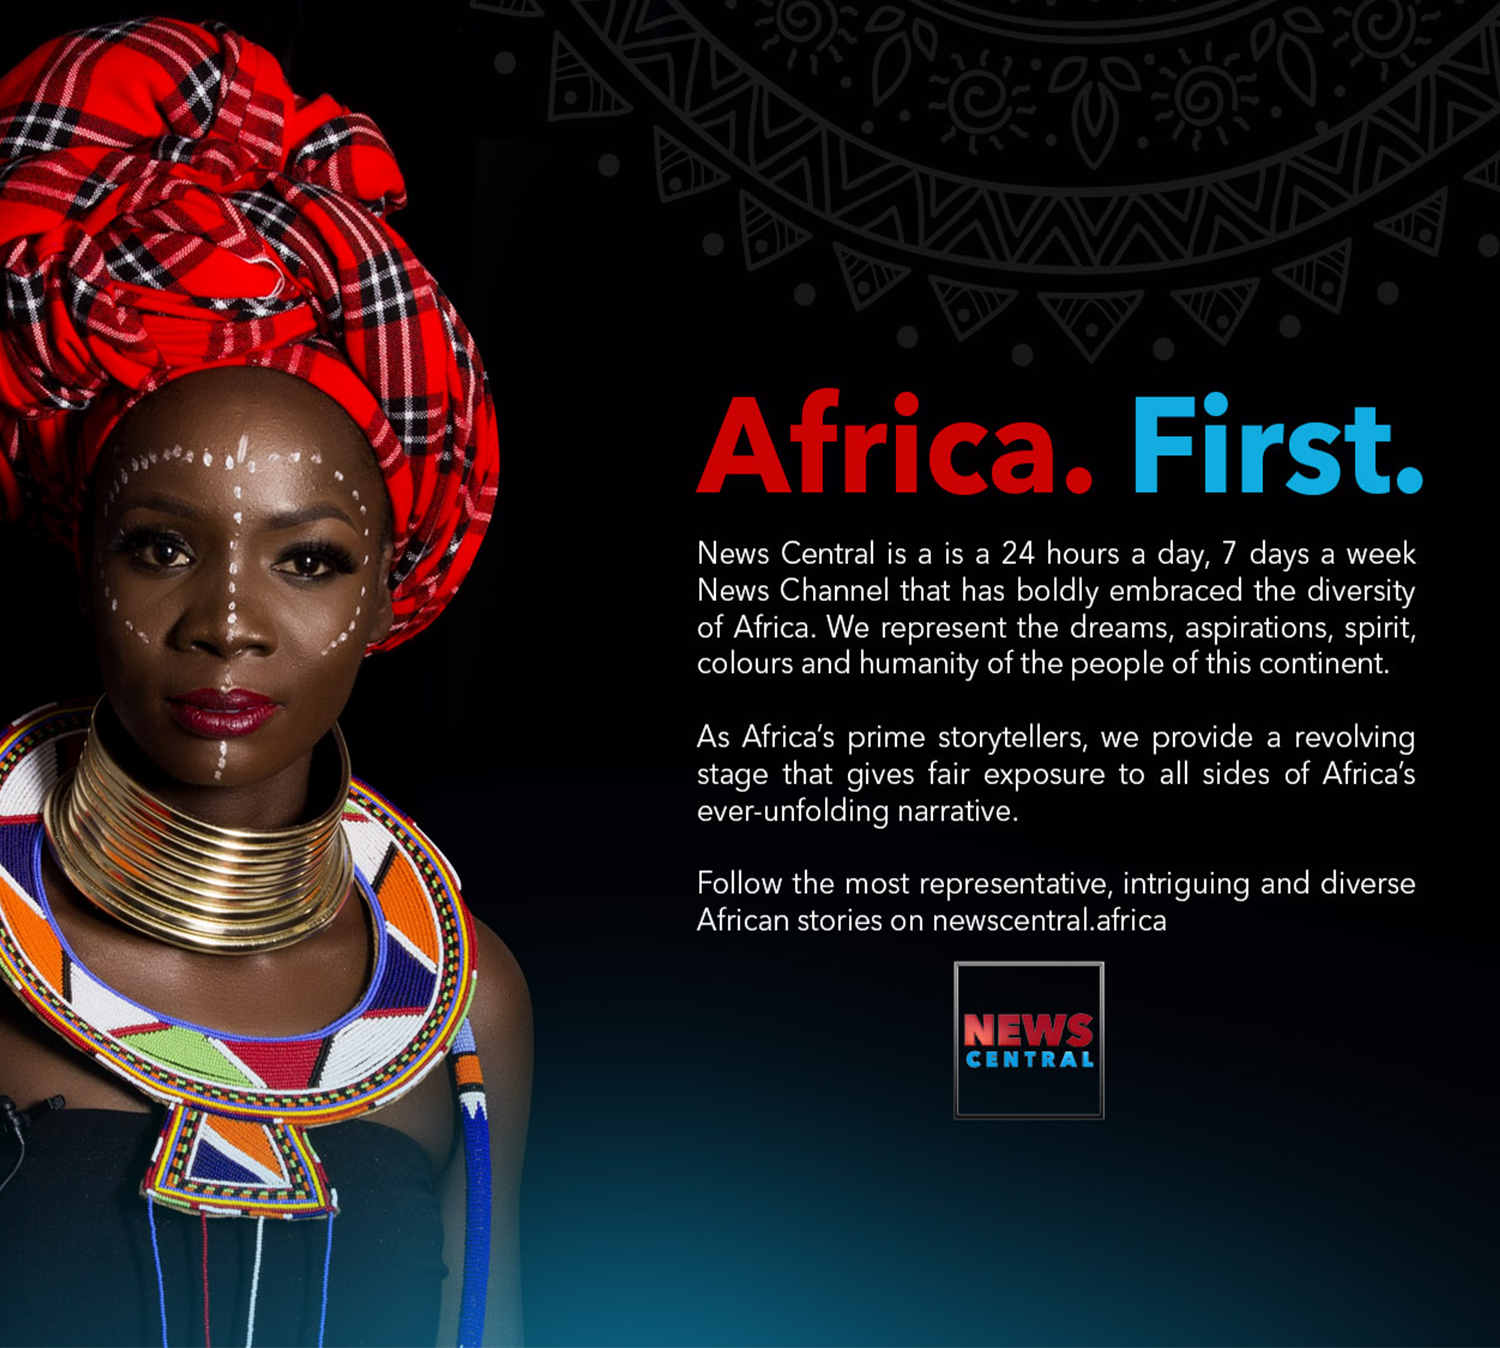 Africa. First.
News Central is a is a 24 hours a day, 7 days a week
News Channel that has boldly embraced the diversity
of Africa. We represent the dreams, aspirations, spirit,
colours and humanity of the people of this continent.
As Africa’s prime storytellers, we provide a revolving
stage that gives fair exposure to all sides of Africa’s
ever-unfolding narrative.
Follow the most representative, intriguing and diverse
African stories on newscentral.africa
NEWS
CENTRAL